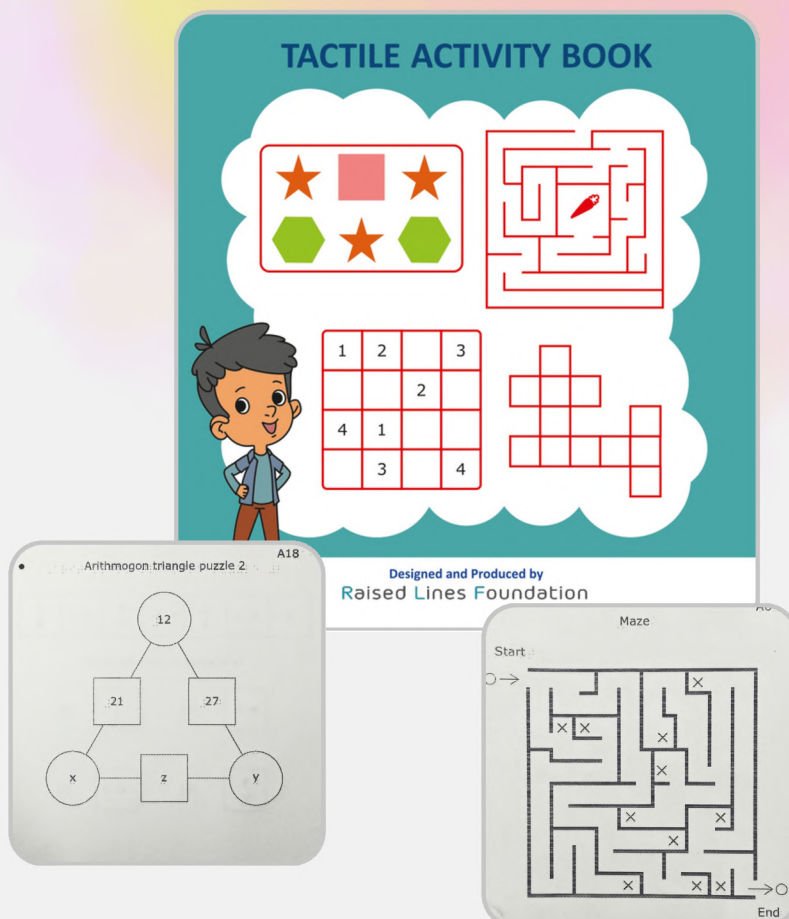 TACTILE ACTIVITY BOOK
1 2 3
2
4 1
3 4
Designed and Produced by
Raised Lines Foundation
A18
Arithmogon triangle puzzle 2
12
21 27
x z y
Maze
Start
End